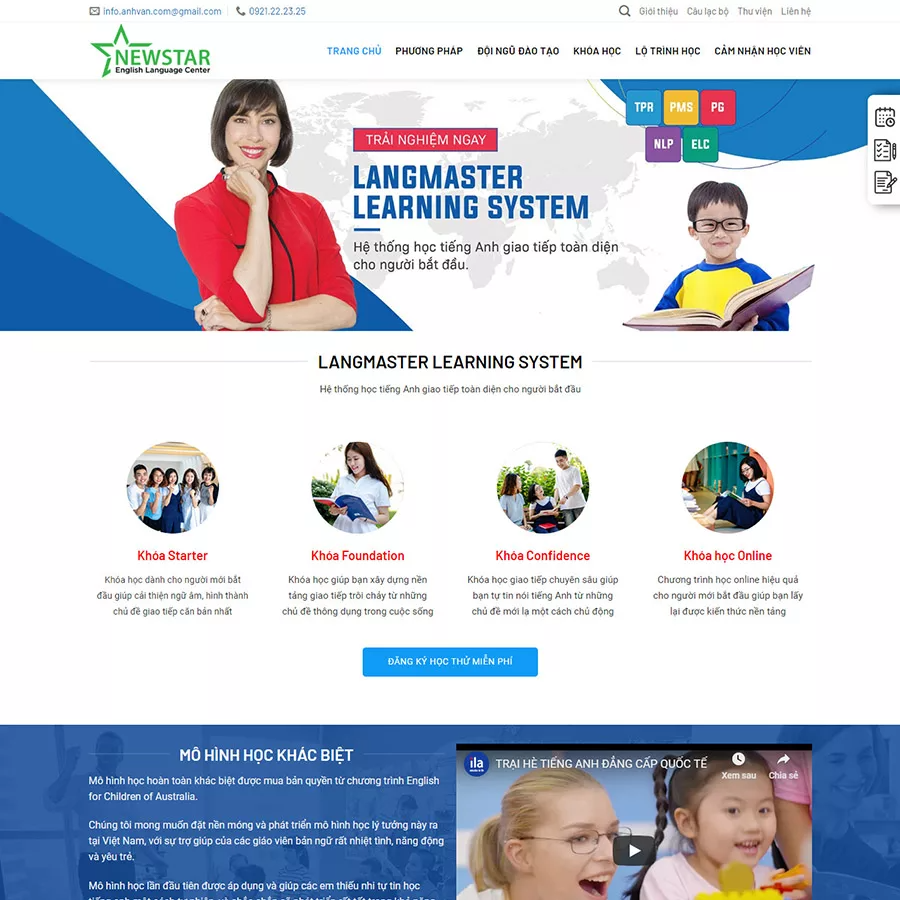 info.anhvan.com@gmail.com
0921.22.23.25
Giới thiệu
Câu lạc bộ
Thư viện
Liên hệ
NEWSTAR
English Language Center
TRANG CHỦ
PHƯƠNG PHÁP
ĐỘI NGŨ ĐÀO TẠO
KHÓA HỌC
LỘ TRÌNH HỌC
CẢM NHẬN HỌC VIÊN
TPR
PMS
PG
NLP
ELC
TRẢI NGHIỆM NGAY
LANGMASTER
LEARNING SYSTEM
Hệ thống học tiếng Anh giao tiếp toàn diện
cho người bắt đầu.
LANGMASTER LEARNING SYSTEM
Hệ thống học tiếng Anh giao tiếp toàn diện cho người bắt đầu
Khóa Starter
Khóa học dành cho người mới bắt
đầu giúp cải thiện ngữ âm, hình thành
chủ đề giao tiếp căn bản nhất
Khóa Foundation
Khóa học giúp bạn xây dựng nền
tảng giao tiếp trôi chảy từ những
chủ đề thông dụng trong cuộc sống
Khóa Confidence
Khóa học giao tiếp chuyên sâu giúp
bạn tự tin nói tiếng Anh từ những
chủ đề mới lạ một cách chủ động
Khóa học Online
Chương trình học online hiệu quả
cho người mới bắt đầu giúp bạn lấy
lại được kiến thức nền tảng
ĐĂNG KÝ HỌC THỬ MIỄN PHÍ
MÔ HÌNH HỌC KHÁC BIỆT
Mô hình học hoàn toàn khác biệt được mua bản quyền từ chương trình English
for Children of Australia.
Chúng tôi mong muốn đặt nền móng và phát triển mô hình học lý tưởng này ra
tại Việt Nam, với sự trợ giúp của các giáo viên bản ngữ rất nhiệt tình, năng động
và yêu trẻ.
Mô hình học lần đầu tiên được áp dụng và giúp các em thiếu nhi tự tin học
ila
TRẠI HÈ TIẾNG ANH ĐẲNG CẤP QUỐC TẾ
Xem sau
Chia sẻ